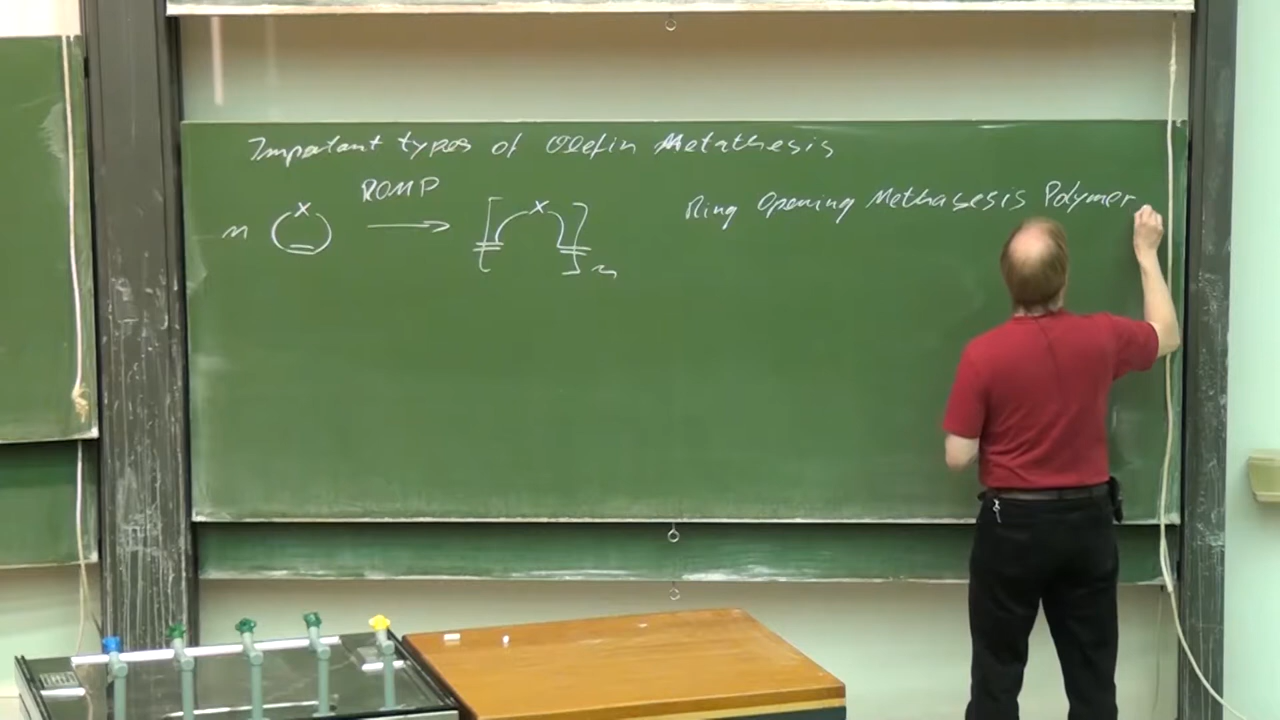 Important types of Olefin Metathesis
ROMP
Ring Opening Methasesis Polymer
n X → [ X ]n